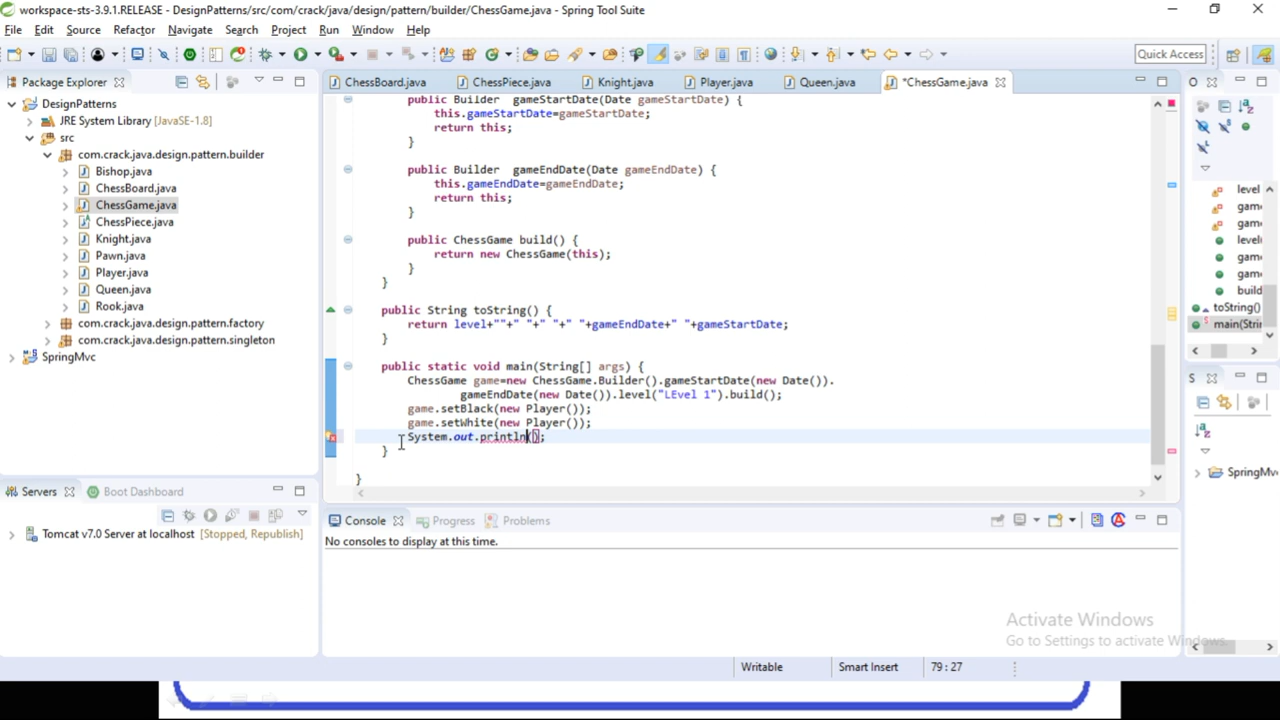 workspace-sts-3.9.1.RELEASE - DesignPatterns/src/com/crack/java/design/pattern/builder/ChessGame.java - Spring Tool Suite
File Edit Source Refactor Navigate Search Project Run Window Help
Quick Access
Package Explorer
ChessBoard.java ChessPiece.java Knight.java Player.java Queen.java *ChessGame.java
DesignPatterns
JRE System Library [JavaSE-1.8]
src
com.crack.java.design.pattern.builder
Bishop.java
ChessBoard.java
ChessGame.java
ChessPiece.java
Knight.java
Pawn.java
Player.java
Queen.java
Rook.java
com.crack.java.design.pattern.factory
com.crack.java.design.pattern.singleton
SpringMvc
public Builder gameStartDate(Date gameStartDate) {
this.gameStartDate=gameStartDate;
return this;
}
public Builder gameEndDate(Date gameEndDate) {
this.gameEndDate=gameEndDate;
return this;
}
public ChessGame build() {
return new ChessGame(this);
}
}
public String toString() {
return level+""+" "+" "+" "+gameEndDate+" "+gameStartDate;
}
public static void main(String[] args) {
ChessGame game=new ChessGame.Builder().gameStartDate(new Date()).
gameEndDate(new Date()).level("LEvel 1").build();
game.setBlack(new Player());
game.setWhite(new Player());
System.out.println();
}
}
O
level
game
game
level(
game
game
build
toString()
main(Strin
S
SpringMv
Servers Boot Dashboard
Tomcat v7.0 Server at localhost [Stopped, Republish]
Console Progress Problems
No consoles to display at this time.
Activate Windows
Go to Settings to activate Windows.
Writable Smart Insert 79 : 27